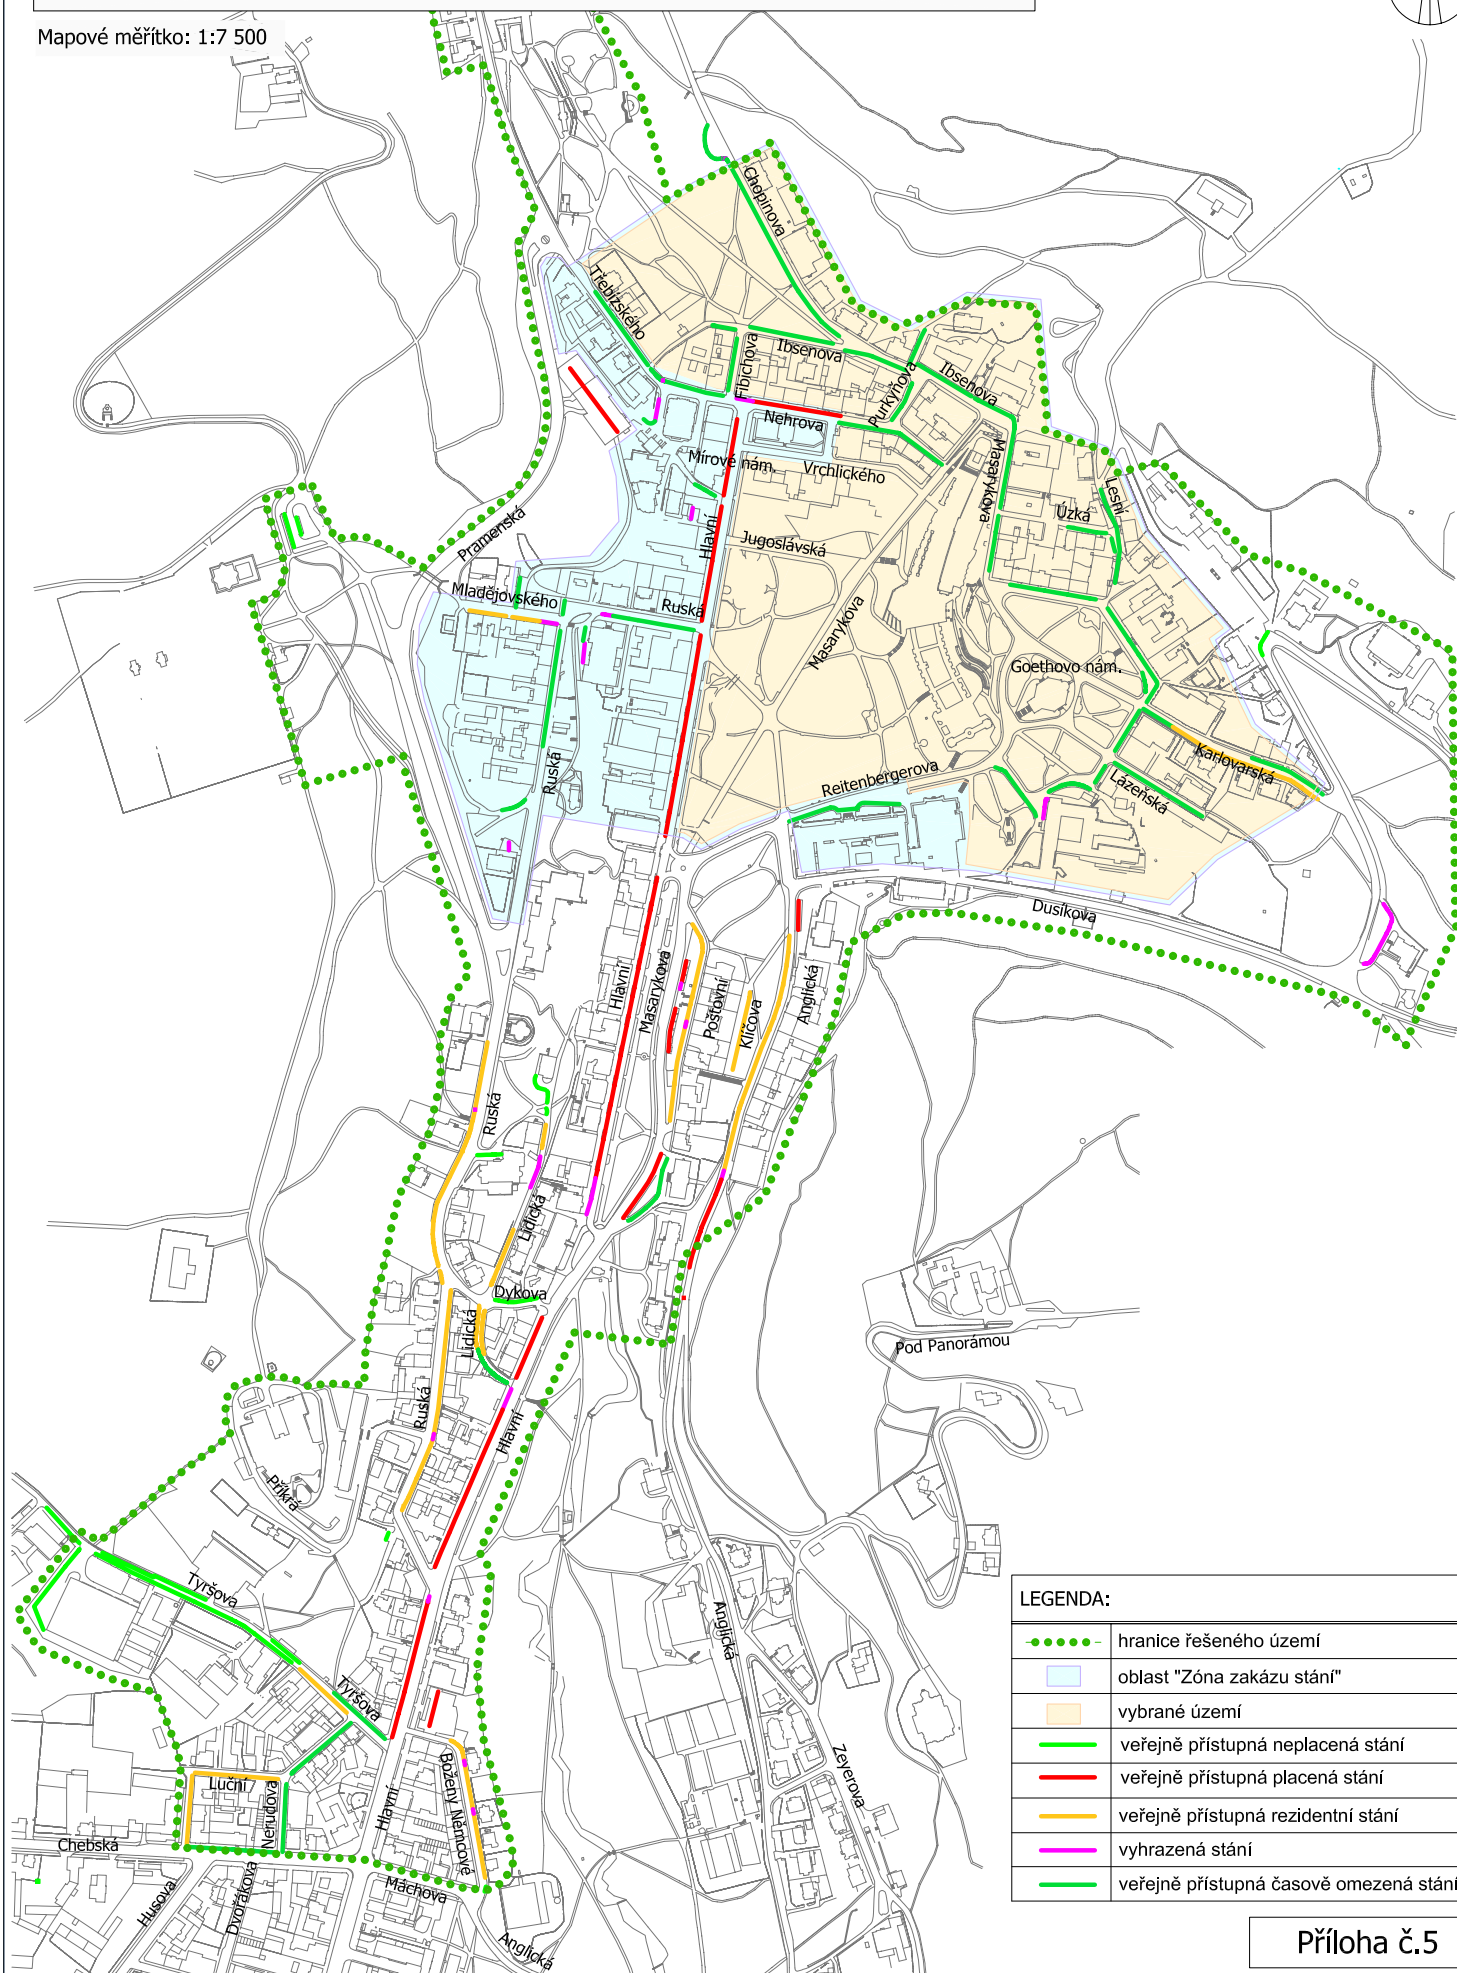 Mapové měřítko: 1:7 500
Chopinova
Třebízského
Ibsenova
Fibichova
Ibsenova
Purkyňova
Nehrova
Mírové nám.
Vrchlického
Masarykova
Lesní
Úzká
Hlavní
Jugoslávská
Pramenská
Mladějovského
Ruská
Masarykova
Goethovo nám.
Karlovarská
Ruská
Reitenbergerova
Lázeňská
Dusíkova
Hlavní
Masarykova
Poštovní
Klíčova
Anglická
Ruská
Lidická
Dykova
Lidická
Pod Panorámou
Ruská
Hlavní
Příkrá
Tyršova
Anglická
Tyršova
Zeyerova
Luční
Nerudova
Hlavní
Boženy Němcové
Chebská
Husova
Dvořákova
Máchova
Anglická
LEGENDA:
hranice řešeného území
oblast "Zóna zakázu stání"
vybrané území
veřejně přístupná neplacená stání
veřejně přístupná placená stání
veřejně přístupná rezidentní stání
vyhrazená stání
veřejně přístupná časově omezená stání
Příloha č.5